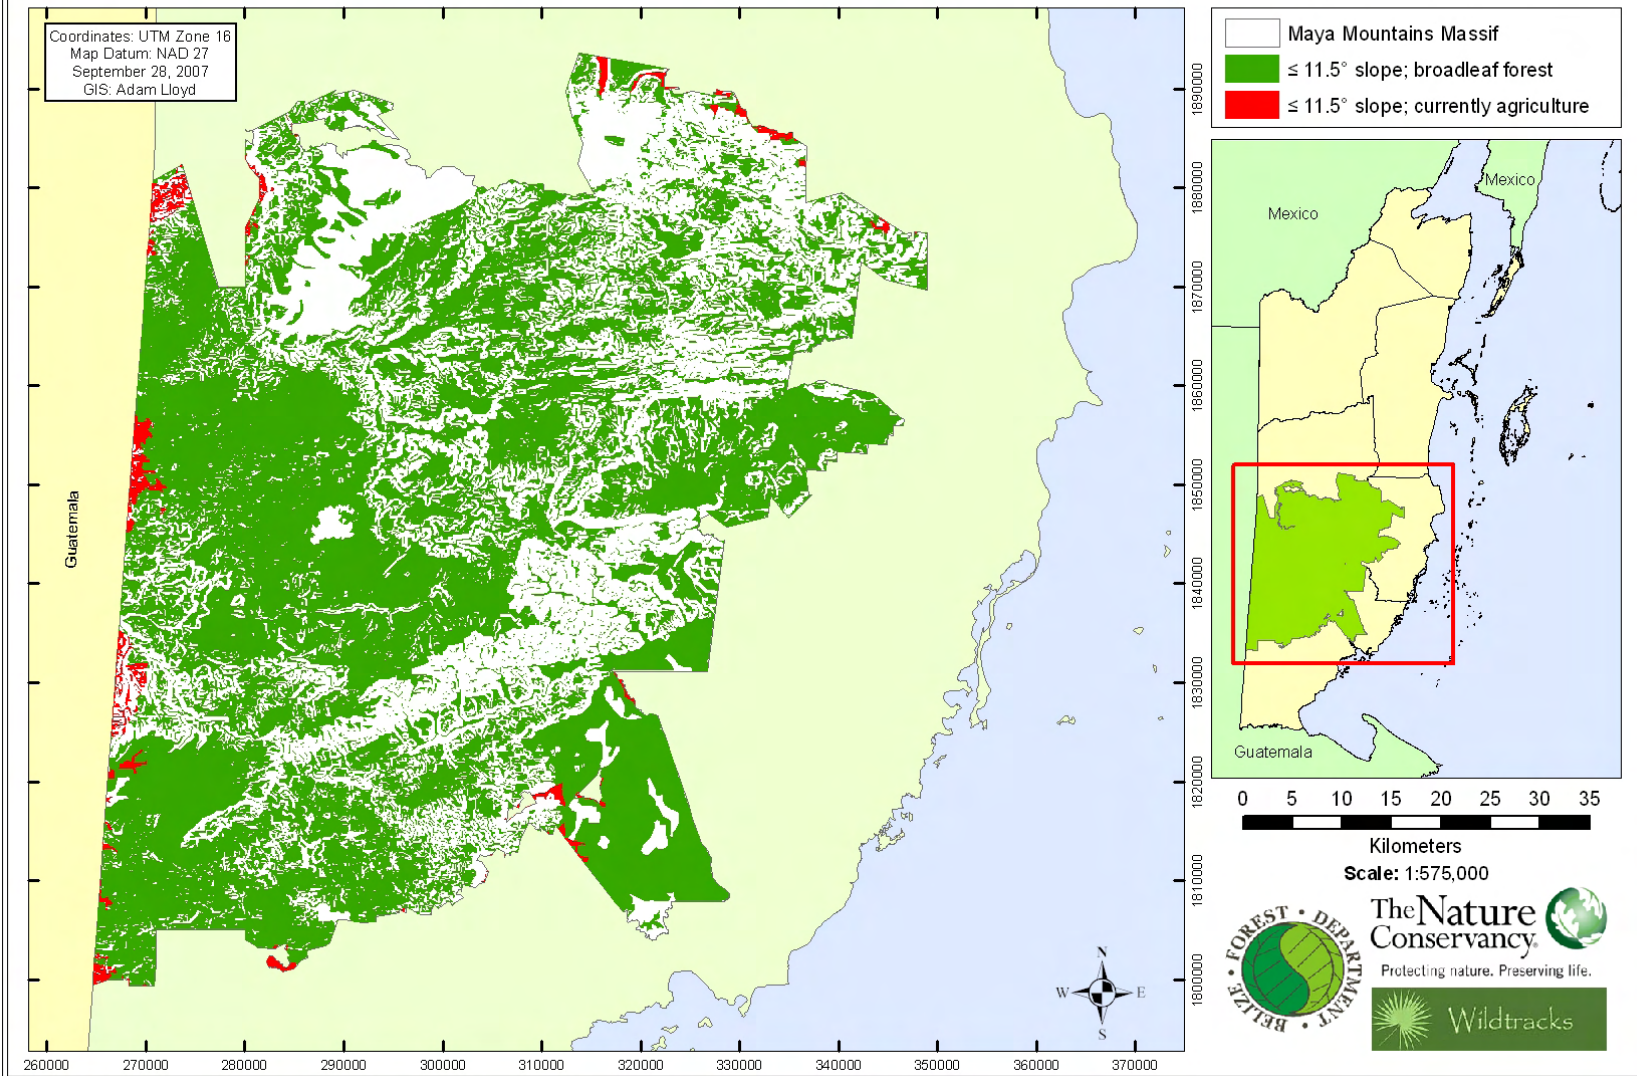 Coordinates: UTM Zone 16
Map Datum: NAD 27
September 28, 2007
GIS: Adam Lloyd
Guatemala
260000
270000
280000
290000
300000
310000
320000
330000
340000
350000
360000
370000
1890000
1880000
1870000
1860000
1850000
1840000
1830000
1820000
1810000
1800000
N
W E
S
Maya Mountains Massif
≤ 11.5° slope; broadleaf forest
≤ 11.5° slope; currently agriculture
Mexico
Mexico
Guatemala
0 5 10 15 20 25 30 35
Kilometers
Scale: 1:575,000
BELIZE • FOREST • DEPARTMENT •
The Nature
Conservancy
Protecting nature. Preserving life.
Wildtracks